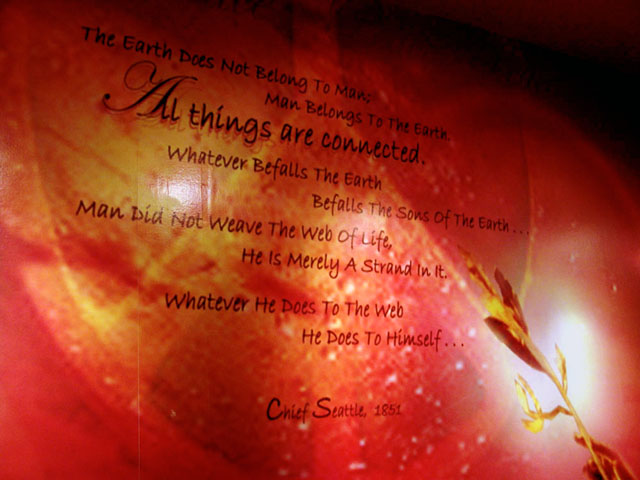 The Earth Does Not Belong To Man;
Man Belongs To The Earth.
All things are connected.
Whatever Befalls The Earth
Befalls The Sons Of The Earth...
Man Did Not Weave The Web Of Life,
He Is Merely A Strand In It.
Whatever He Does To The Web
He Does To Himself...
Chief Seattle, 1851